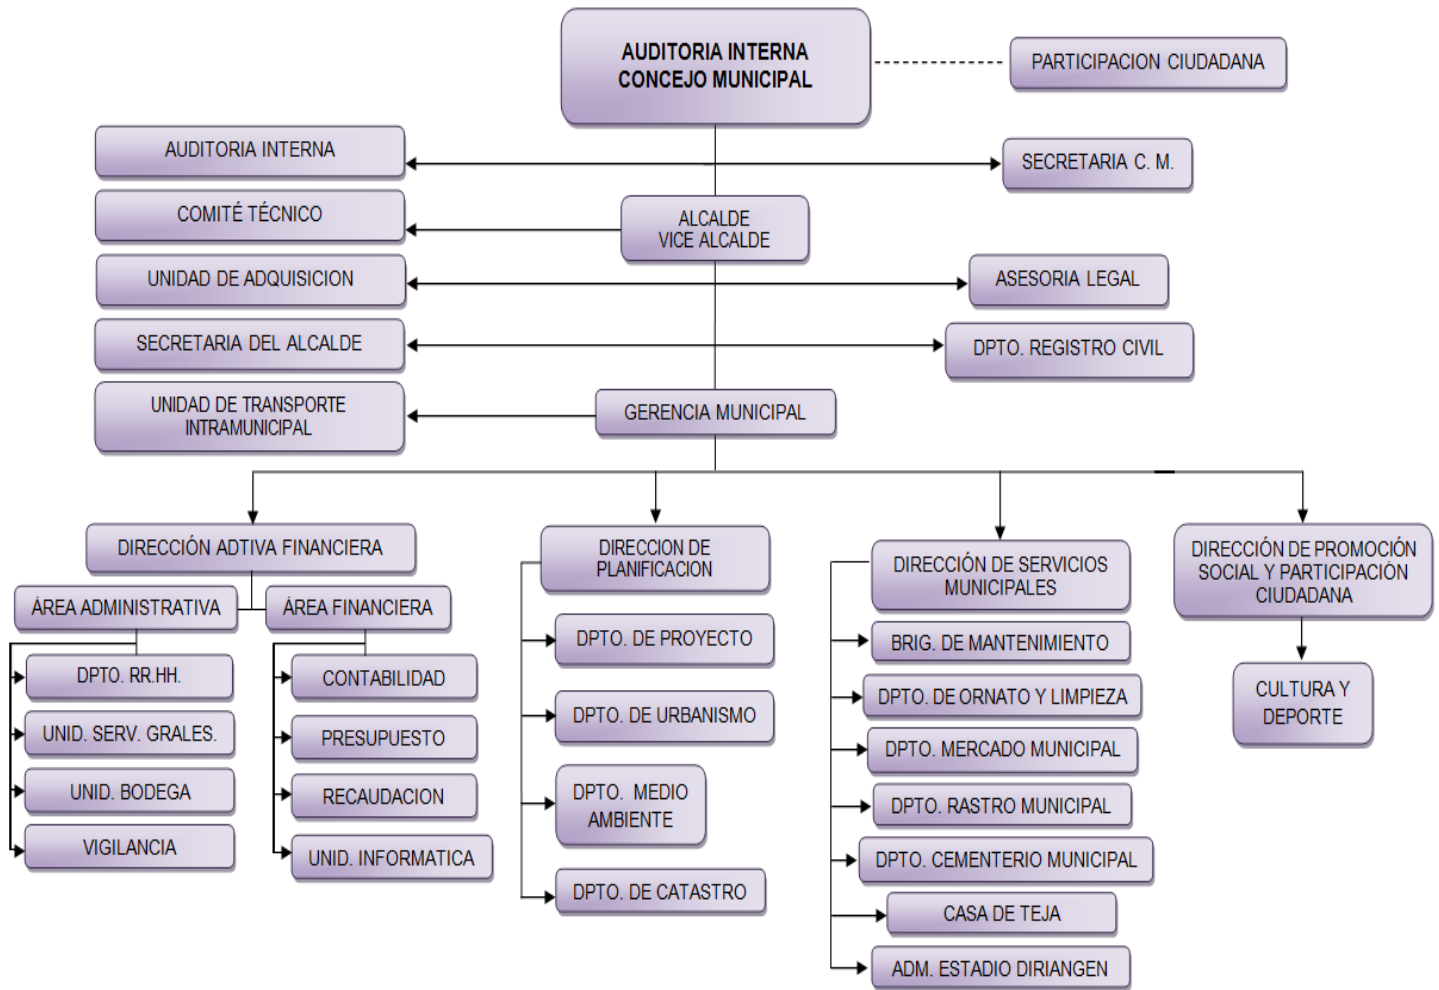 AUDITORIA INTERNA
CONCEJO MUNICIPAL
PARTICIPACION CIUDADANA
AUDITORIA INTERNA
SECRETARIA C. M.
COMITÉ TÉCNICO
ALCALDE
VICE ALCALDE
UNIDAD DE ADQUISICION
ASESORIA LEGAL
SECRETARIA DEL ALCALDE
DPTO. REGISTRO CIVIL
UNIDAD DE TRANSPORTE
INTRAMUNICIPAL
GERENCIA MUNICIPAL
DIRECCIÓN ADTIVA FINANCIERA
ÁREA ADMINISTRATIVA
DPTO. RR.HH.
UNID. SERV. GRALES.
UNID. BODEGA
VIGILANCIA
ÁREA FINANCIERA
CONTABILIDAD
PRESUPUESTO
RECAUDACION
UNID. INFORMATICA
DIRECCION DE
PLANIFICACION
DPTO. DE PROYECTO
DPTO. DE URBANISMO
DPTO. MEDIO
AMBIENTE
DPTO. DE CATASTRO
DIRECCIÓN DE SERVICIOS
MUNICIPALES
BRIG. DE MANTENIMIENTO
DPTO. DE ORNATO Y LIMPIEZA
DPTO. MERCADO MUNICIPAL
DPTO. RASTRO MUNICIPAL
DPTO. CEMENTERIO MUNICIPAL
CASA DE TEJA
ADM. ESTADIO DIRIANGEN
DIRECCIÓN DE PROMOCIÓN
SOCIAL Y PARTICIPACIÓN
CIUDADANA
CULTURA Y
DEPORTE